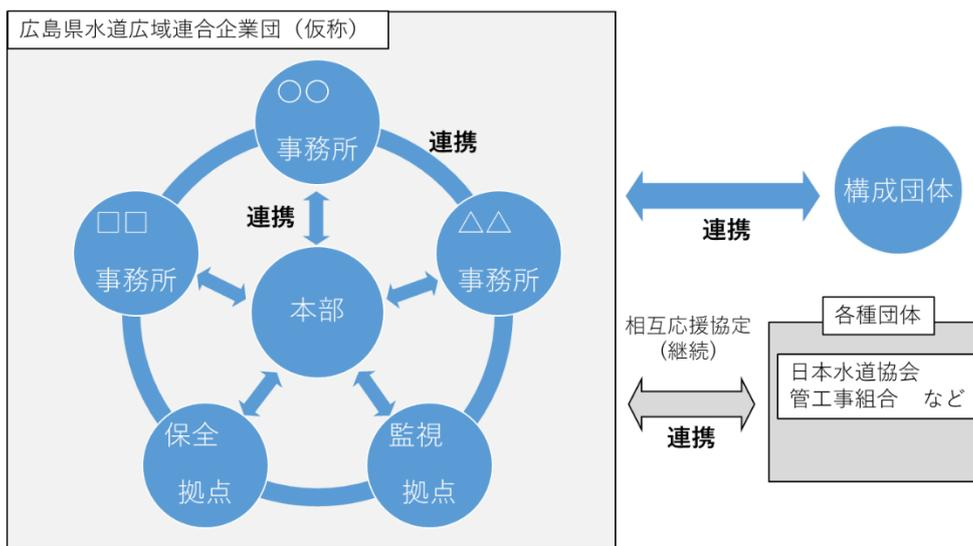 広島県水道広域連合企業団（仮称）
○○
事務所
連携
連携
□□
事務所
△△
事務所
本部
保全
拠点
監視
拠点
連携
構成団体
相互応援協定
(継続)
連携
各種団体
日本水道協会
管工事組合　など